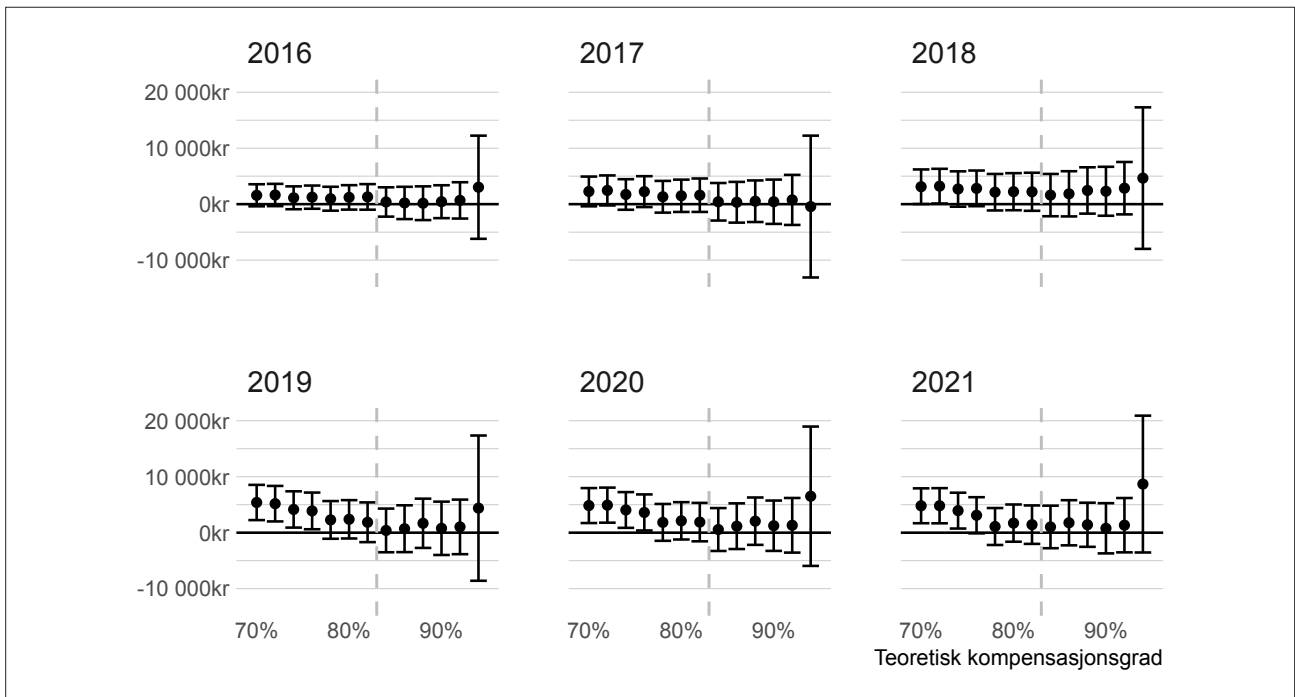 2016 2017 2018
20 000kr
10 000kr
0kr
-10 000kr
2019 2020 2021
20 000kr
10 000kr
0kr
-10 000kr
70% 80% 90% 70% 80% 90% 70% 80% 90%
Teoretisk kompensasjonsgrad